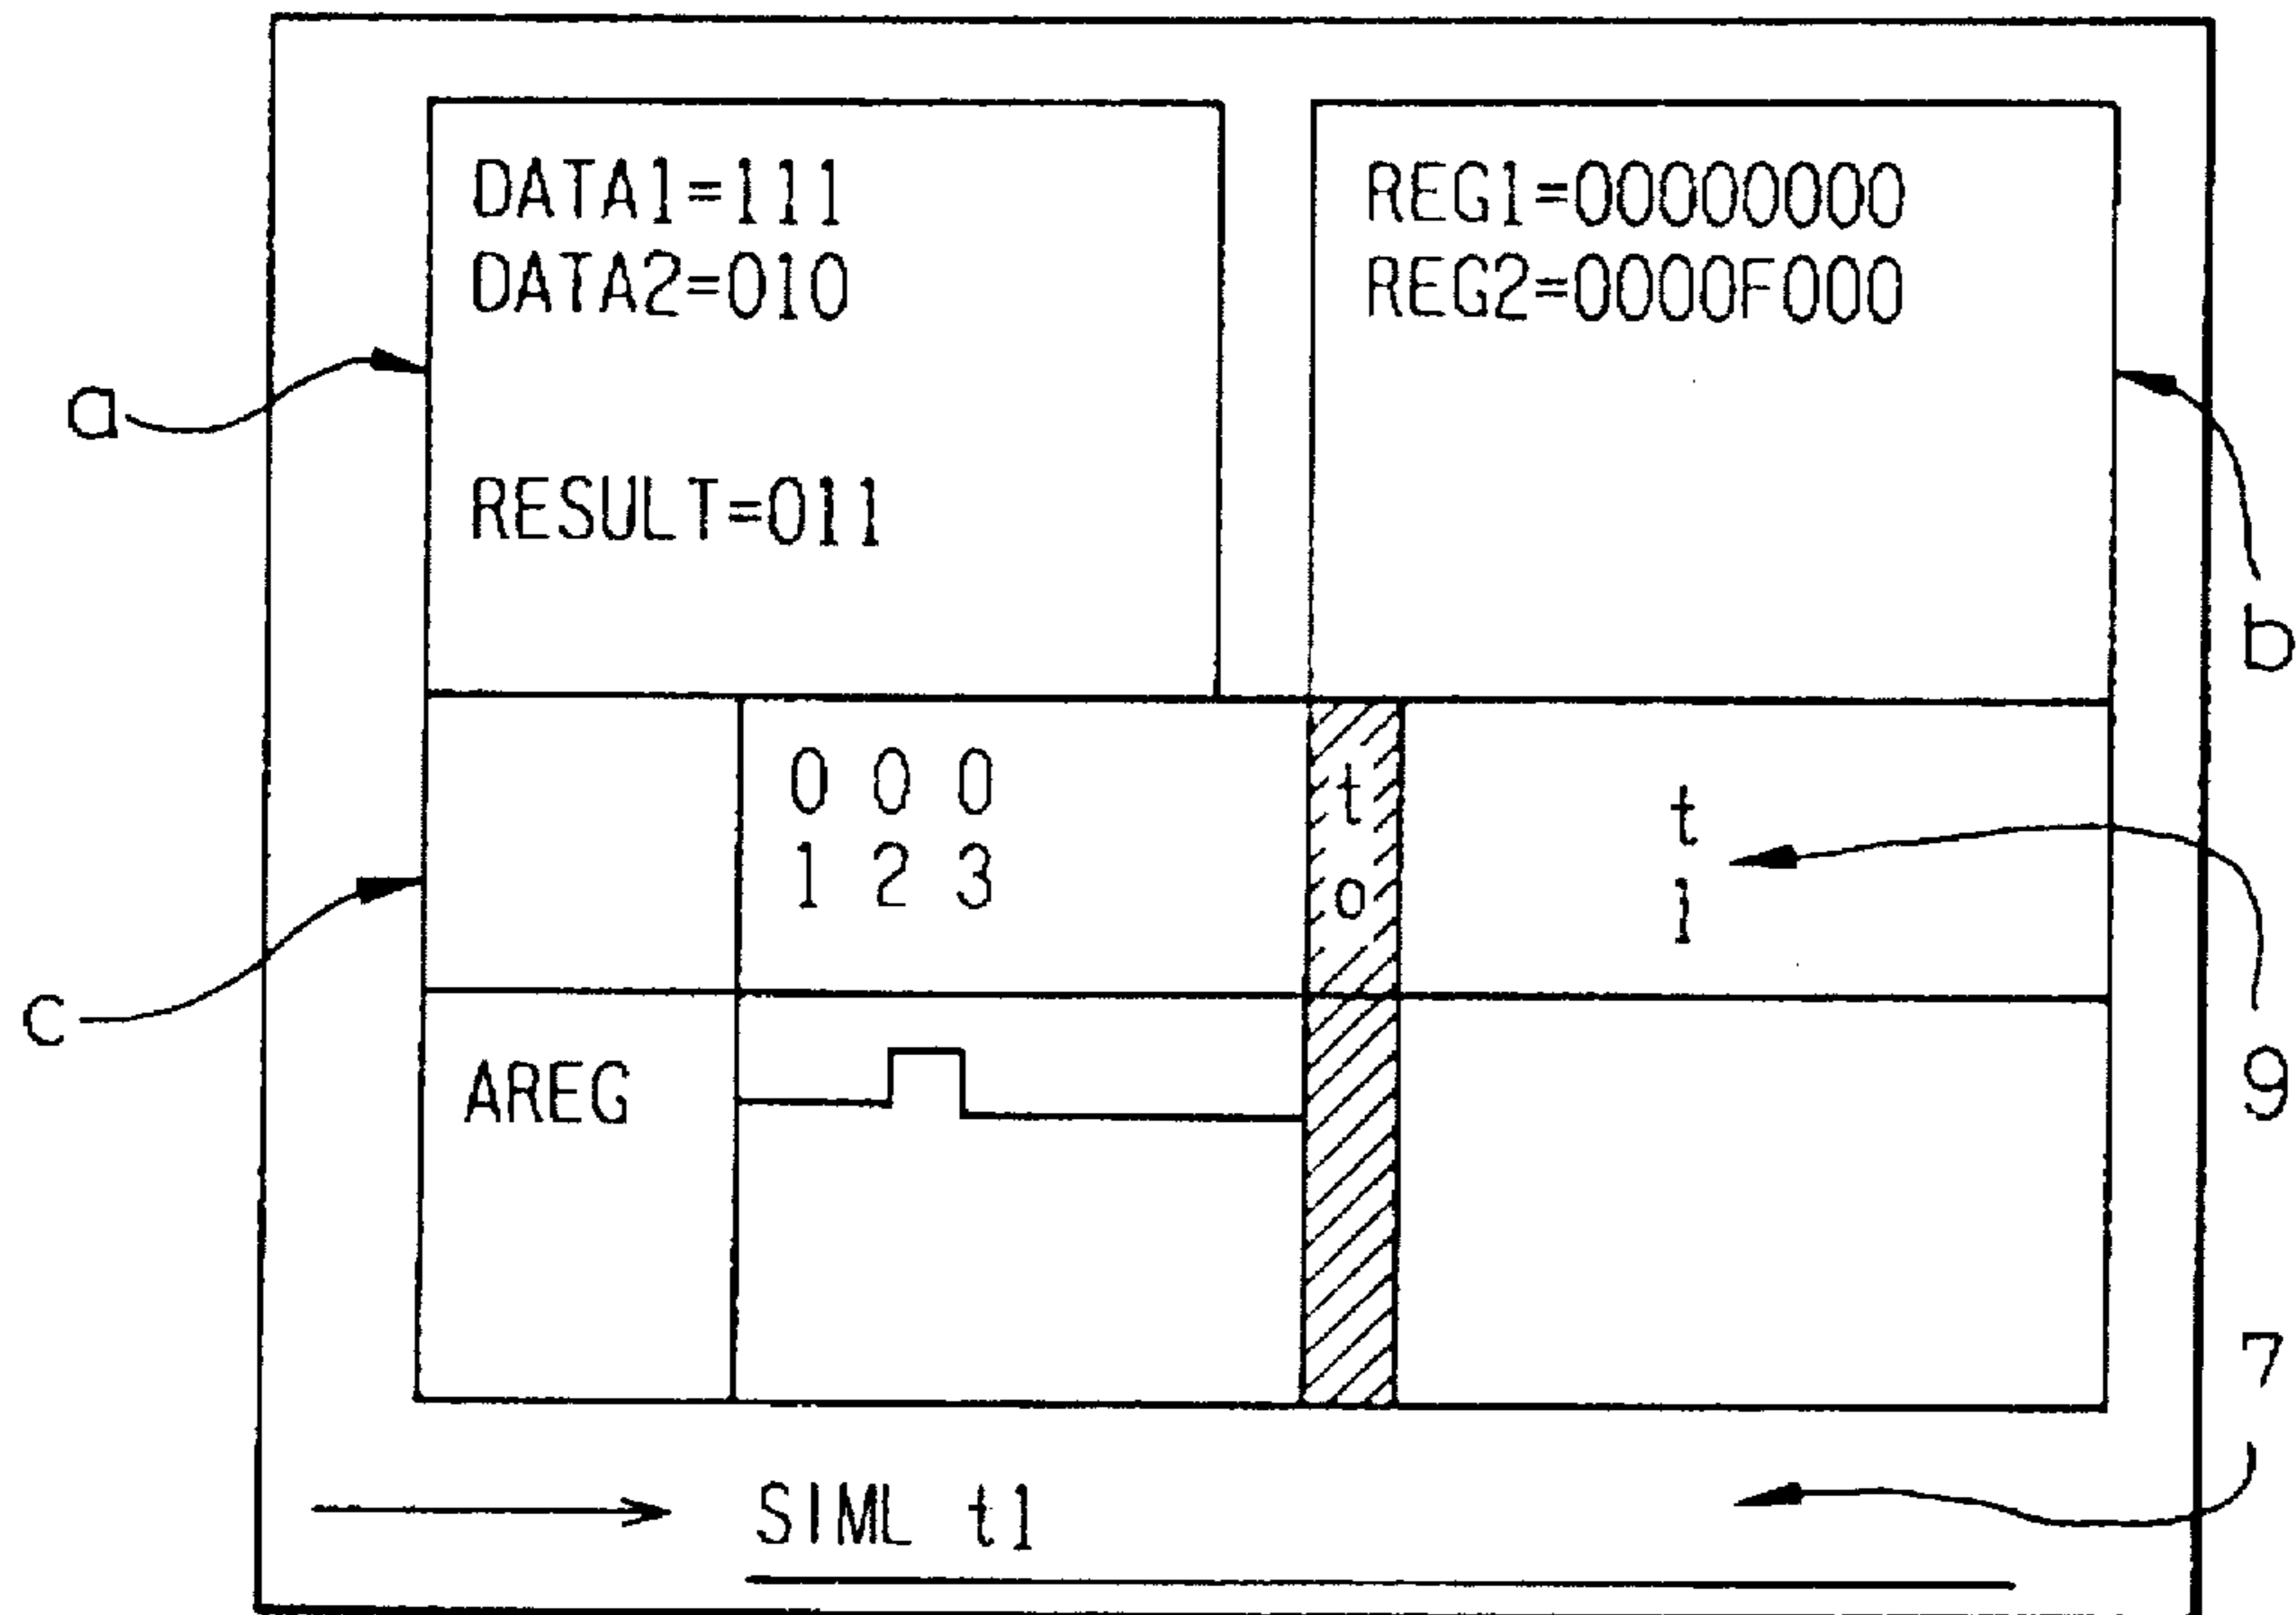 DATA1=111
DATA2=010
RESULT=011
REG1=00000000
REG2=0000F000
a
b
0 0 0
1 2 3
t
o
t
1
c
AREG
9
7
SIML t1